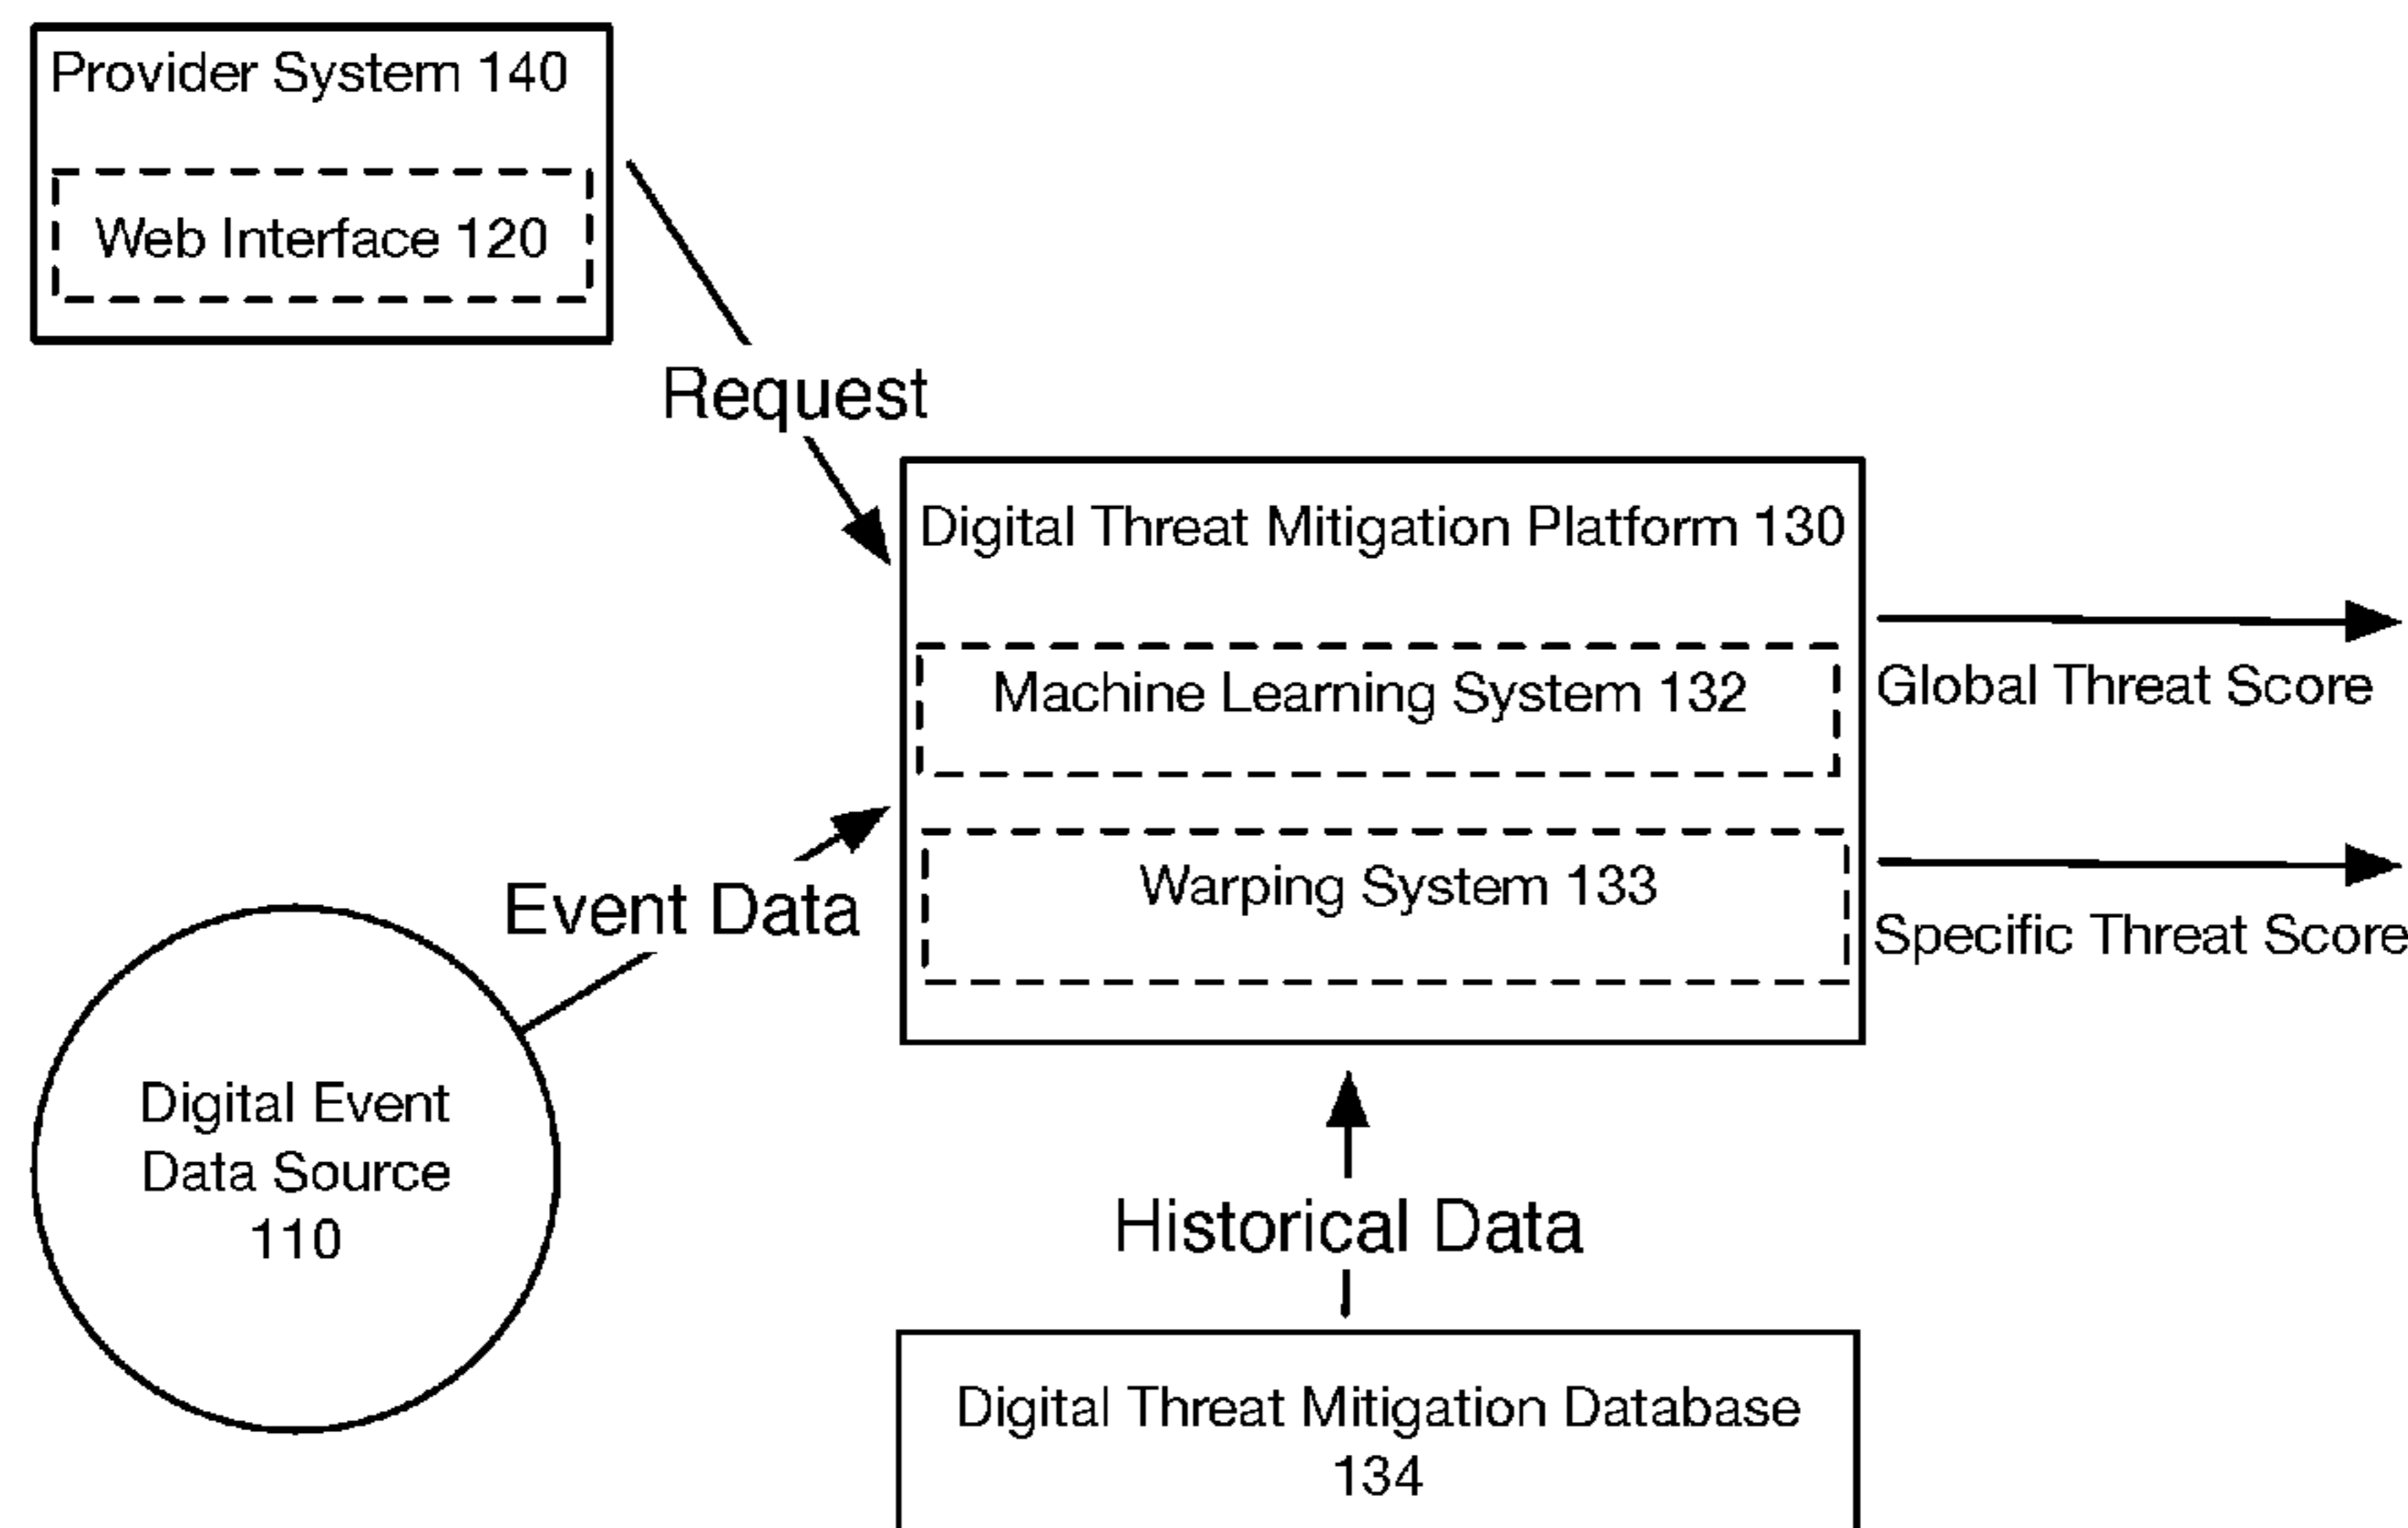 Provider System 140
Web Interface 120
Request
Digital Threat Mitigation Platform 130
Machine Learning System 132
Global Threat Score
Warping System 133
Specific Threat Score
Event Data
Digital Event
Data Source
110
Historical Data
Digital Threat Mitigation Database
134